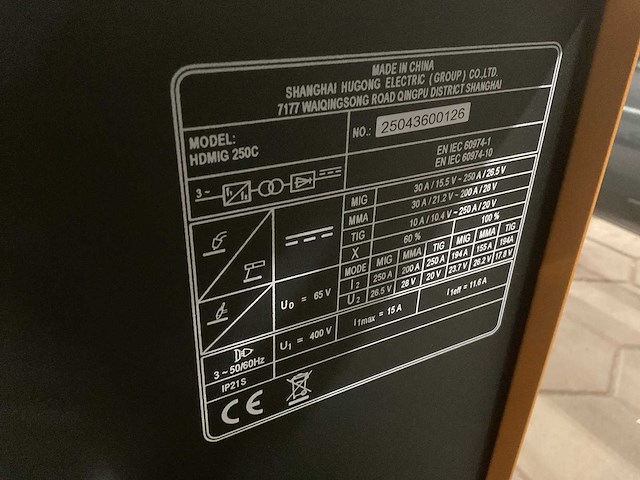 MADE IN CHINA
SHANGHAI HUGONG ELECTRIC (GROUP) CO.,LTD.
7177 WAIQINGSONG ROAD QINGPU DISTRICT SHANGHAI
MODEL:
HDMIG 250C
NO.: 25043600126
EN IEC 60974-1
EN IEC 60974-10
3~ f1 f2
MIG 30 A / 15.5 V ~ 250 A / 26.5 V
MMA 30 A / 21.2 V ~ 200 A / 28 V
TIG 10 A / 10.4 V ~ 250 A / 20 V
X 60 % 100 %
MODE MIG MMA TIG MIG MMA TIG
I2 250 A 200 A 250 A 194 A 155 A 194A
U2 26.5 V 28 V 20 V 23.7 V 26.2 V 17.8 V
U0 = 65 V
3 ~ 50/60Hz U1 = 400 V I1max = 15 A I1eff = 11.6 A
IP21S
CE